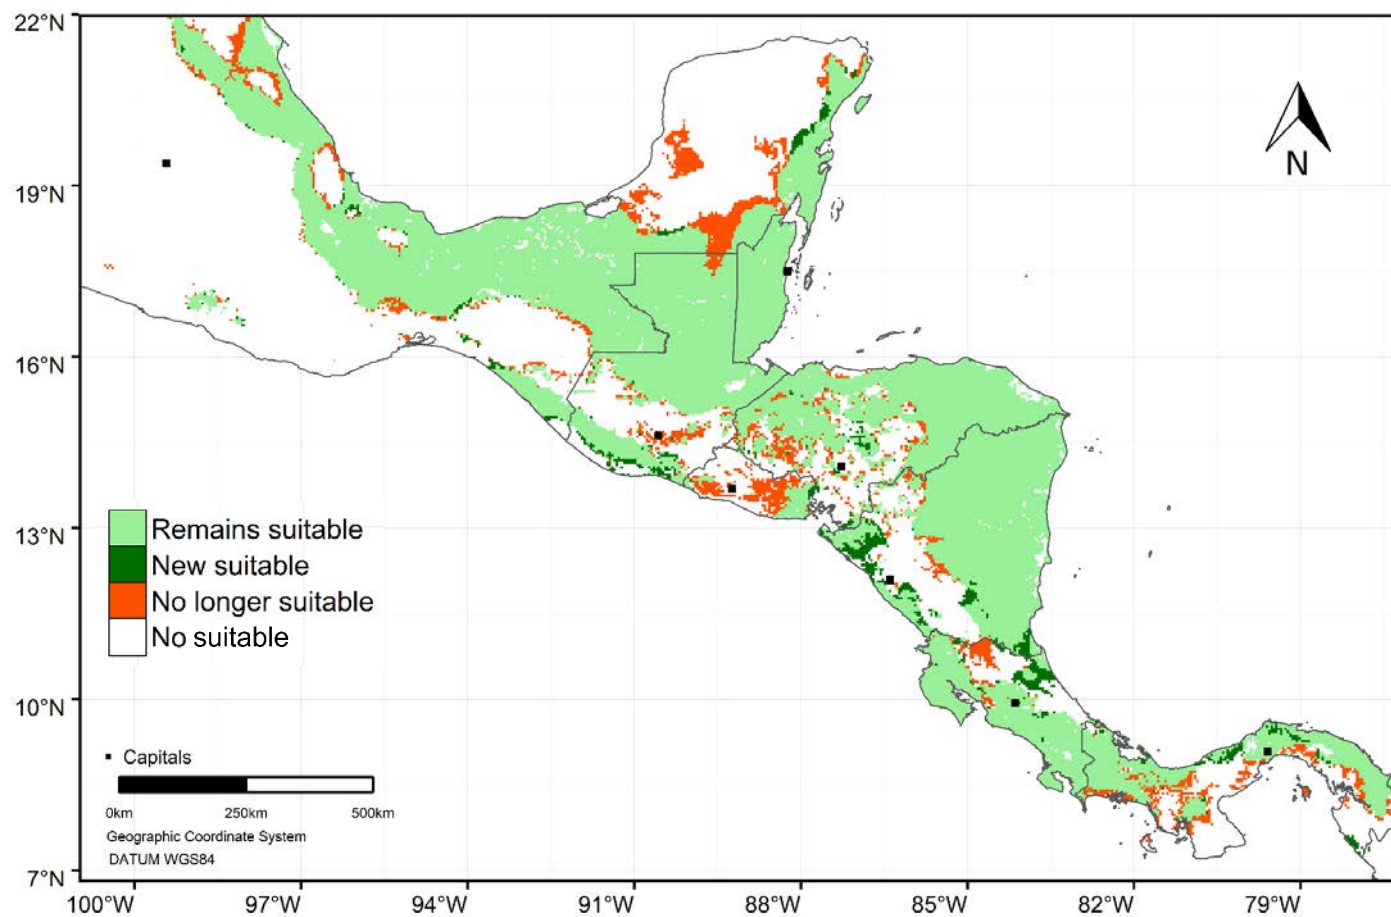 22°N
19°N
16°N
13°N
10°N
7°N
N
Remains suitable
New suitable
No longer suitable
No suitable
Capitals
0km 250km 500km
Geographic Coordinate System
DATUM WGS84
100°W 97°W 94°W 91°W 88°W 85°W 82°W 79°W